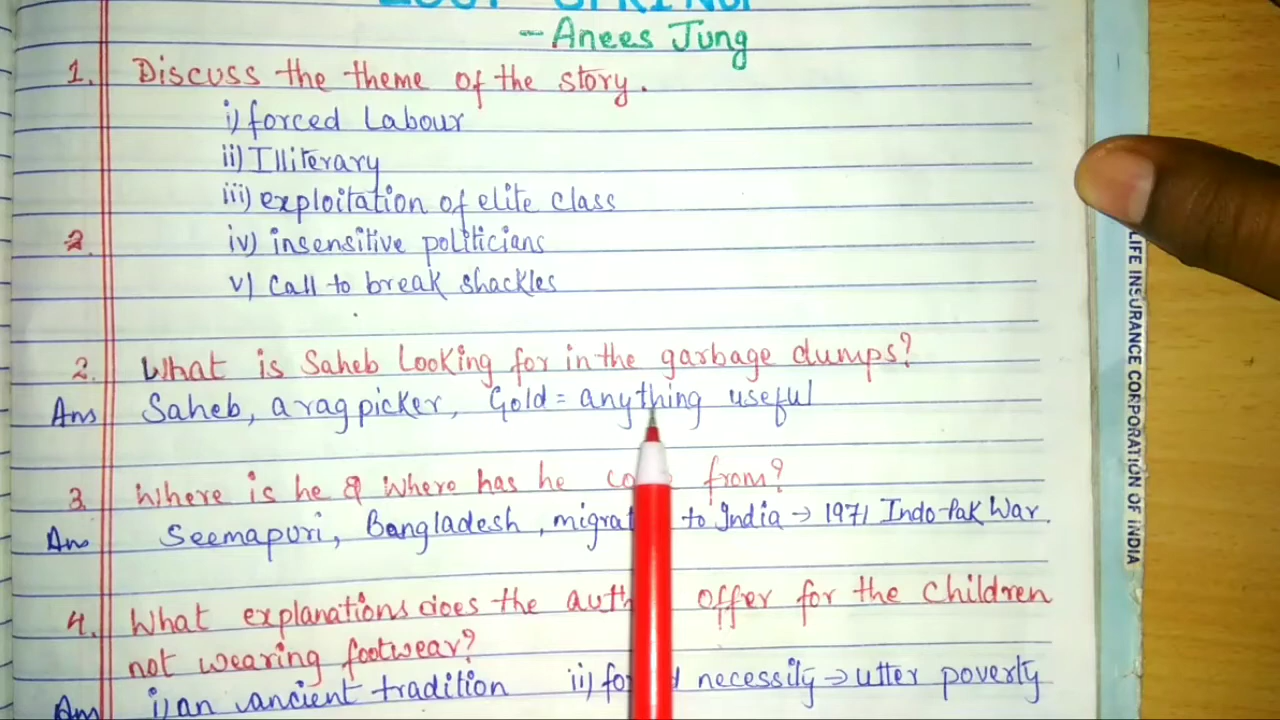 LOST SPRING
- Anees Jung
1. Discuss the theme of the story.
i) forced Labour
ii) Illiterary
iii) exploitation of elite class
2. iv) insensitive politicians
v) call to break shackles
2. What is Saheb Looking for in the garbage dumps?
Ans Saheb, a rag picker, Gold = anything useful
3. Where is he & where has he from?
Ans Seemapuri, Bangladesh, to India → 1971 Indo-Pak War.
4. What explanations does the offer for the children
not wearing footwear?
Ans i) an ancient tradition ii) necessity → utter poverty
LIFE INSURANCE CORPORATION OF INDIA